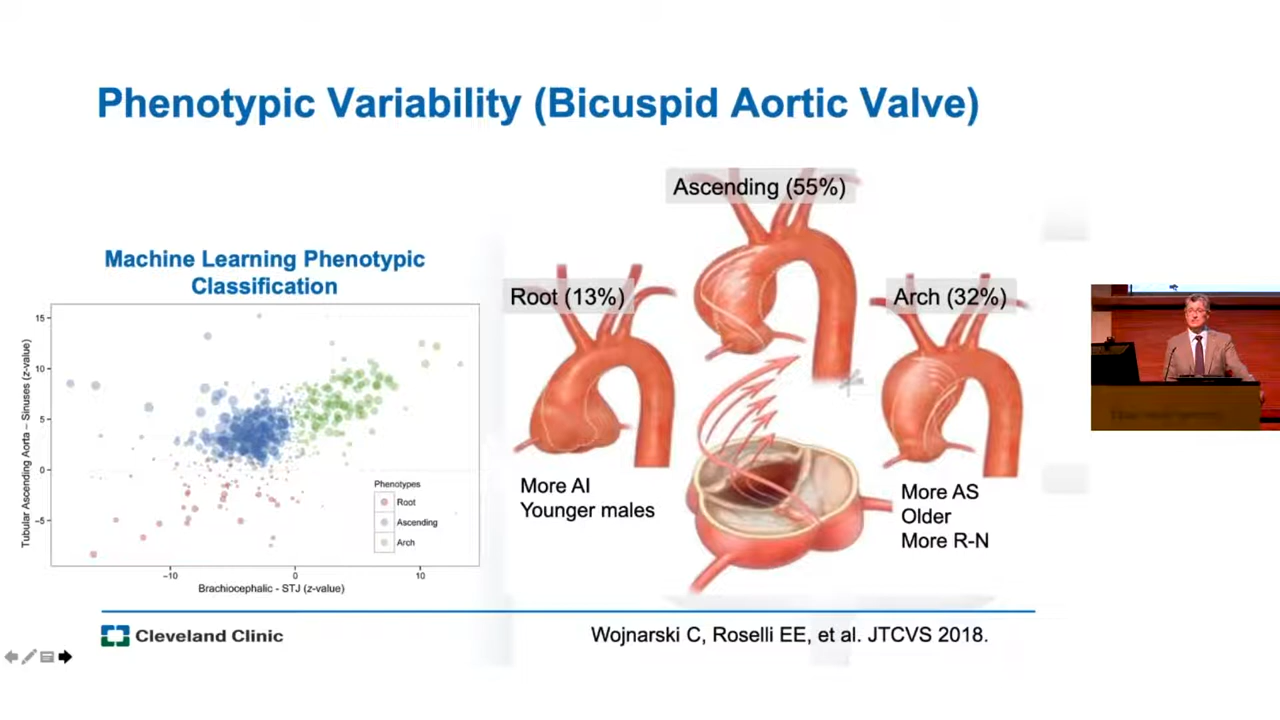 Phenotypic Variability (Bicuspid Aortic Valve)
Machine Learning Phenotypic
Classification
Tubular Ascending Aorta – Sinuses (z-value)
15
10
5
0
−5
−10
0
10
Brachiocephalic - STJ (z-value)
Phenotypes
Root
Ascending
Arch
Ascending (55%)
Root (13%)
Arch (32%)
More AI
Younger males
More AS
Older
More R-N
Cleveland Clinic
Wojnarski C, Roselli EE, et al. JTCVS 2018.